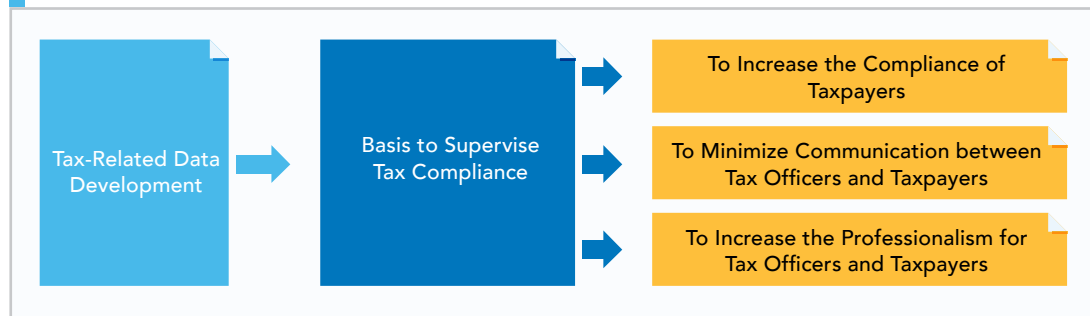 Tax-Related Data
Development
Basis to Supervise
Tax Compliance
To Increase the Compliance of
Taxpayers
To Minimize Communication between
Tax Officers and Taxpayers
To Increase the Professionalism for
Tax Officers and Taxpayers